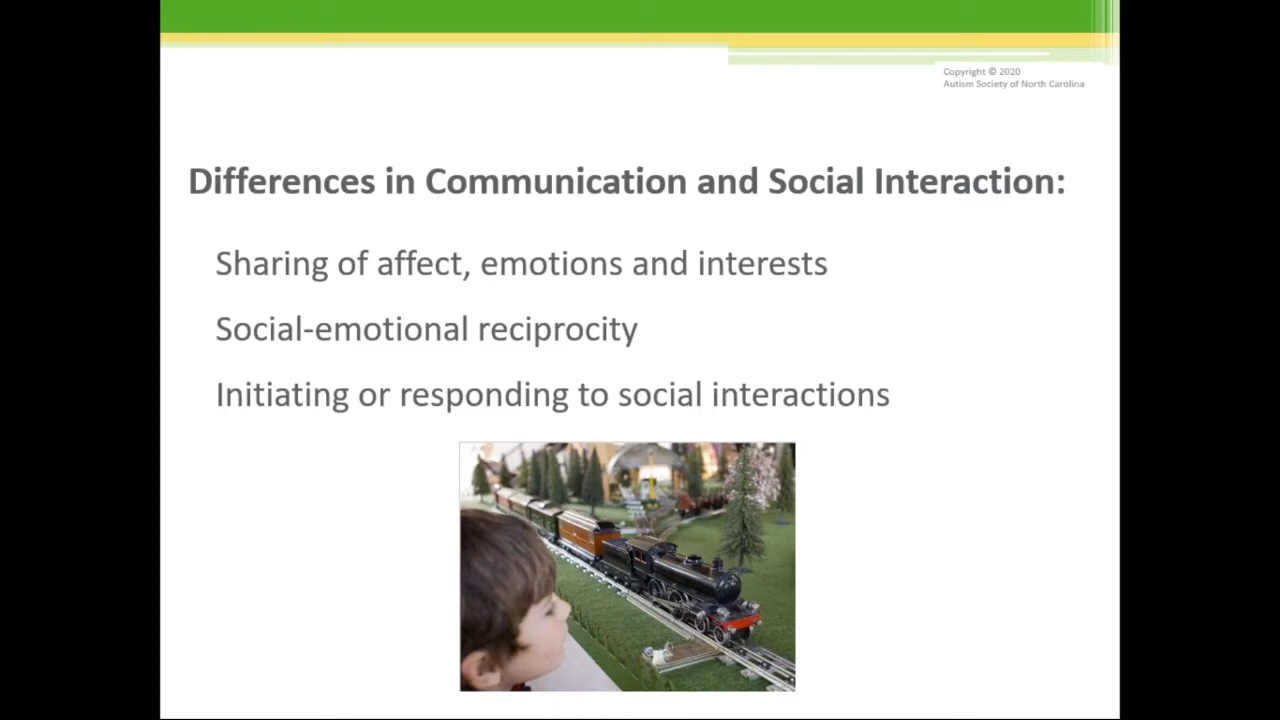 Copyright © 2020
Autism Society of North Carolina
Differences in Communication and Social Interaction:
Sharing of affect, emotions and interests
Social-emotional reciprocity
Initiating or responding to social interactions